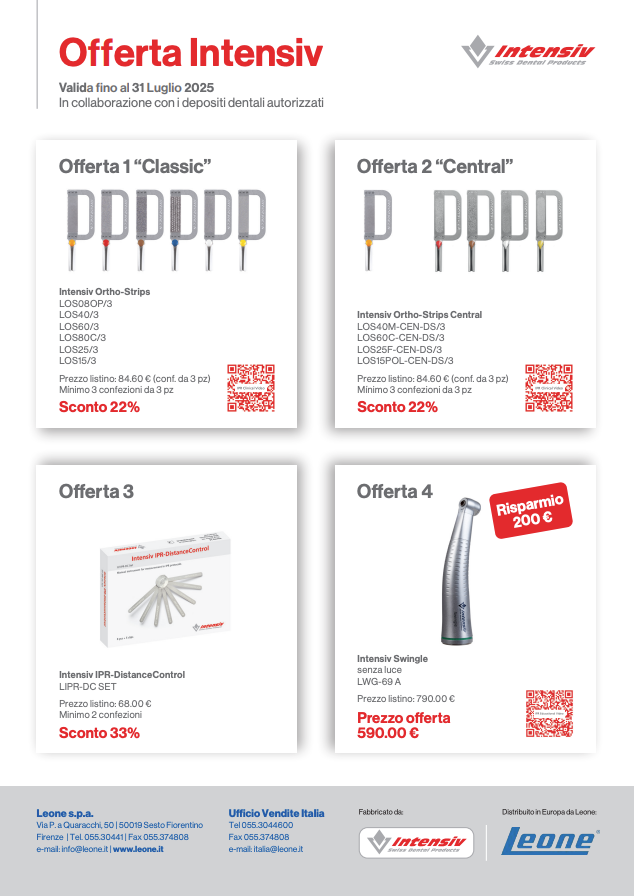 Offerta Intensiv
Intensiv
Swiss Dental Products
Valida fino al 31 Luglio 2025
In collaborazione con i depositi dentali autorizzati
Offerta 1 “Classic”
Intensiv Ortho-Strips
LOS08OP/3
LOS40/3
LOS60/3
LOS80C/3
LOS25/3
LOS15/3
Prezzo listino: 84.60 € (conf. da 3 pz)
Minimo 3 confezioni da 3 pz
Sconto 22%
IPR Clinical Video
Offerta 2 “Central”
Intensiv Ortho-Strips Central
LOS40M-CEN-DS/3
LOS60C-CEN-DS/3
LOS25F-CEN-DS/3
LOS15POL-CEN-DS/3
Prezzo listino: 84.60 € (conf. da 3 pz)
Minimo 3 confezioni da 3 pz
Sconto 22%
IPR Clinical Video
Offerta 3
Intensiv IPR-DistanceControl
Intensiv
Intensiv IPR-DistanceControl
LIPR-DC SET
Prezzo listino: 68.00 €
Minimo 2 confezioni
Sconto 33%
Offerta 4
Risparmio
200 €
Swingle
Intensiv Swingle
senza luce
LWG-69 A
Prezzo listino: 790.00 €
Prezzo offerta
590.00 €
Leone s.p.a.
Via P. a Quaracchi, 50 | 50019 Sesto Fiorentino
Firenze | Tel. 055.30441 | Fax 055.374808
e-mail: info@leone.it | www.leone.it
Ufficio Vendite Italia
Tel 055.3044600
Fax 055.374808
e-mail: italia@leone.it
Fabbricato da:
Intensiv
Swiss Dental Products
Distribuito in Europa da Leone:
Leone®